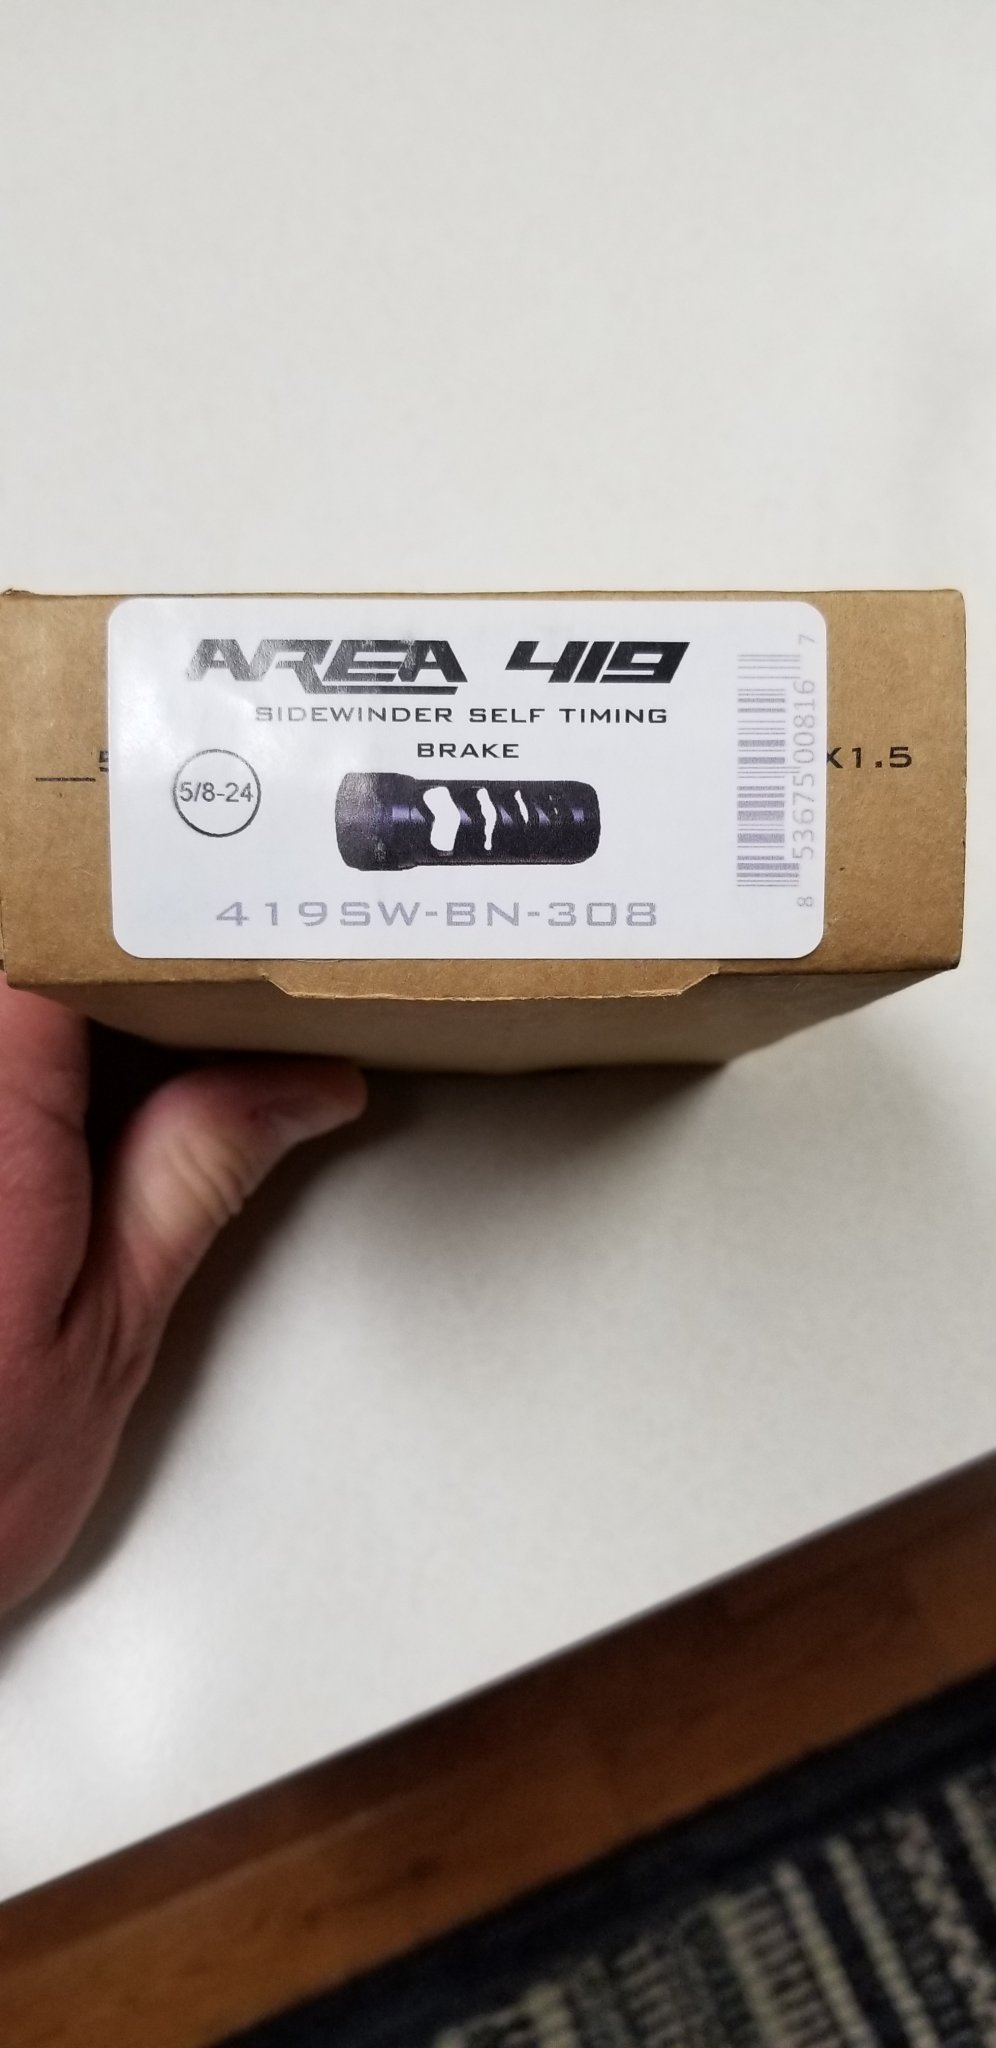 AREA 419
SIDEWINDER SELF TIMING
BRAKE
5/8-24
X1.5
419SW-BN-308
8 53675 00816 7